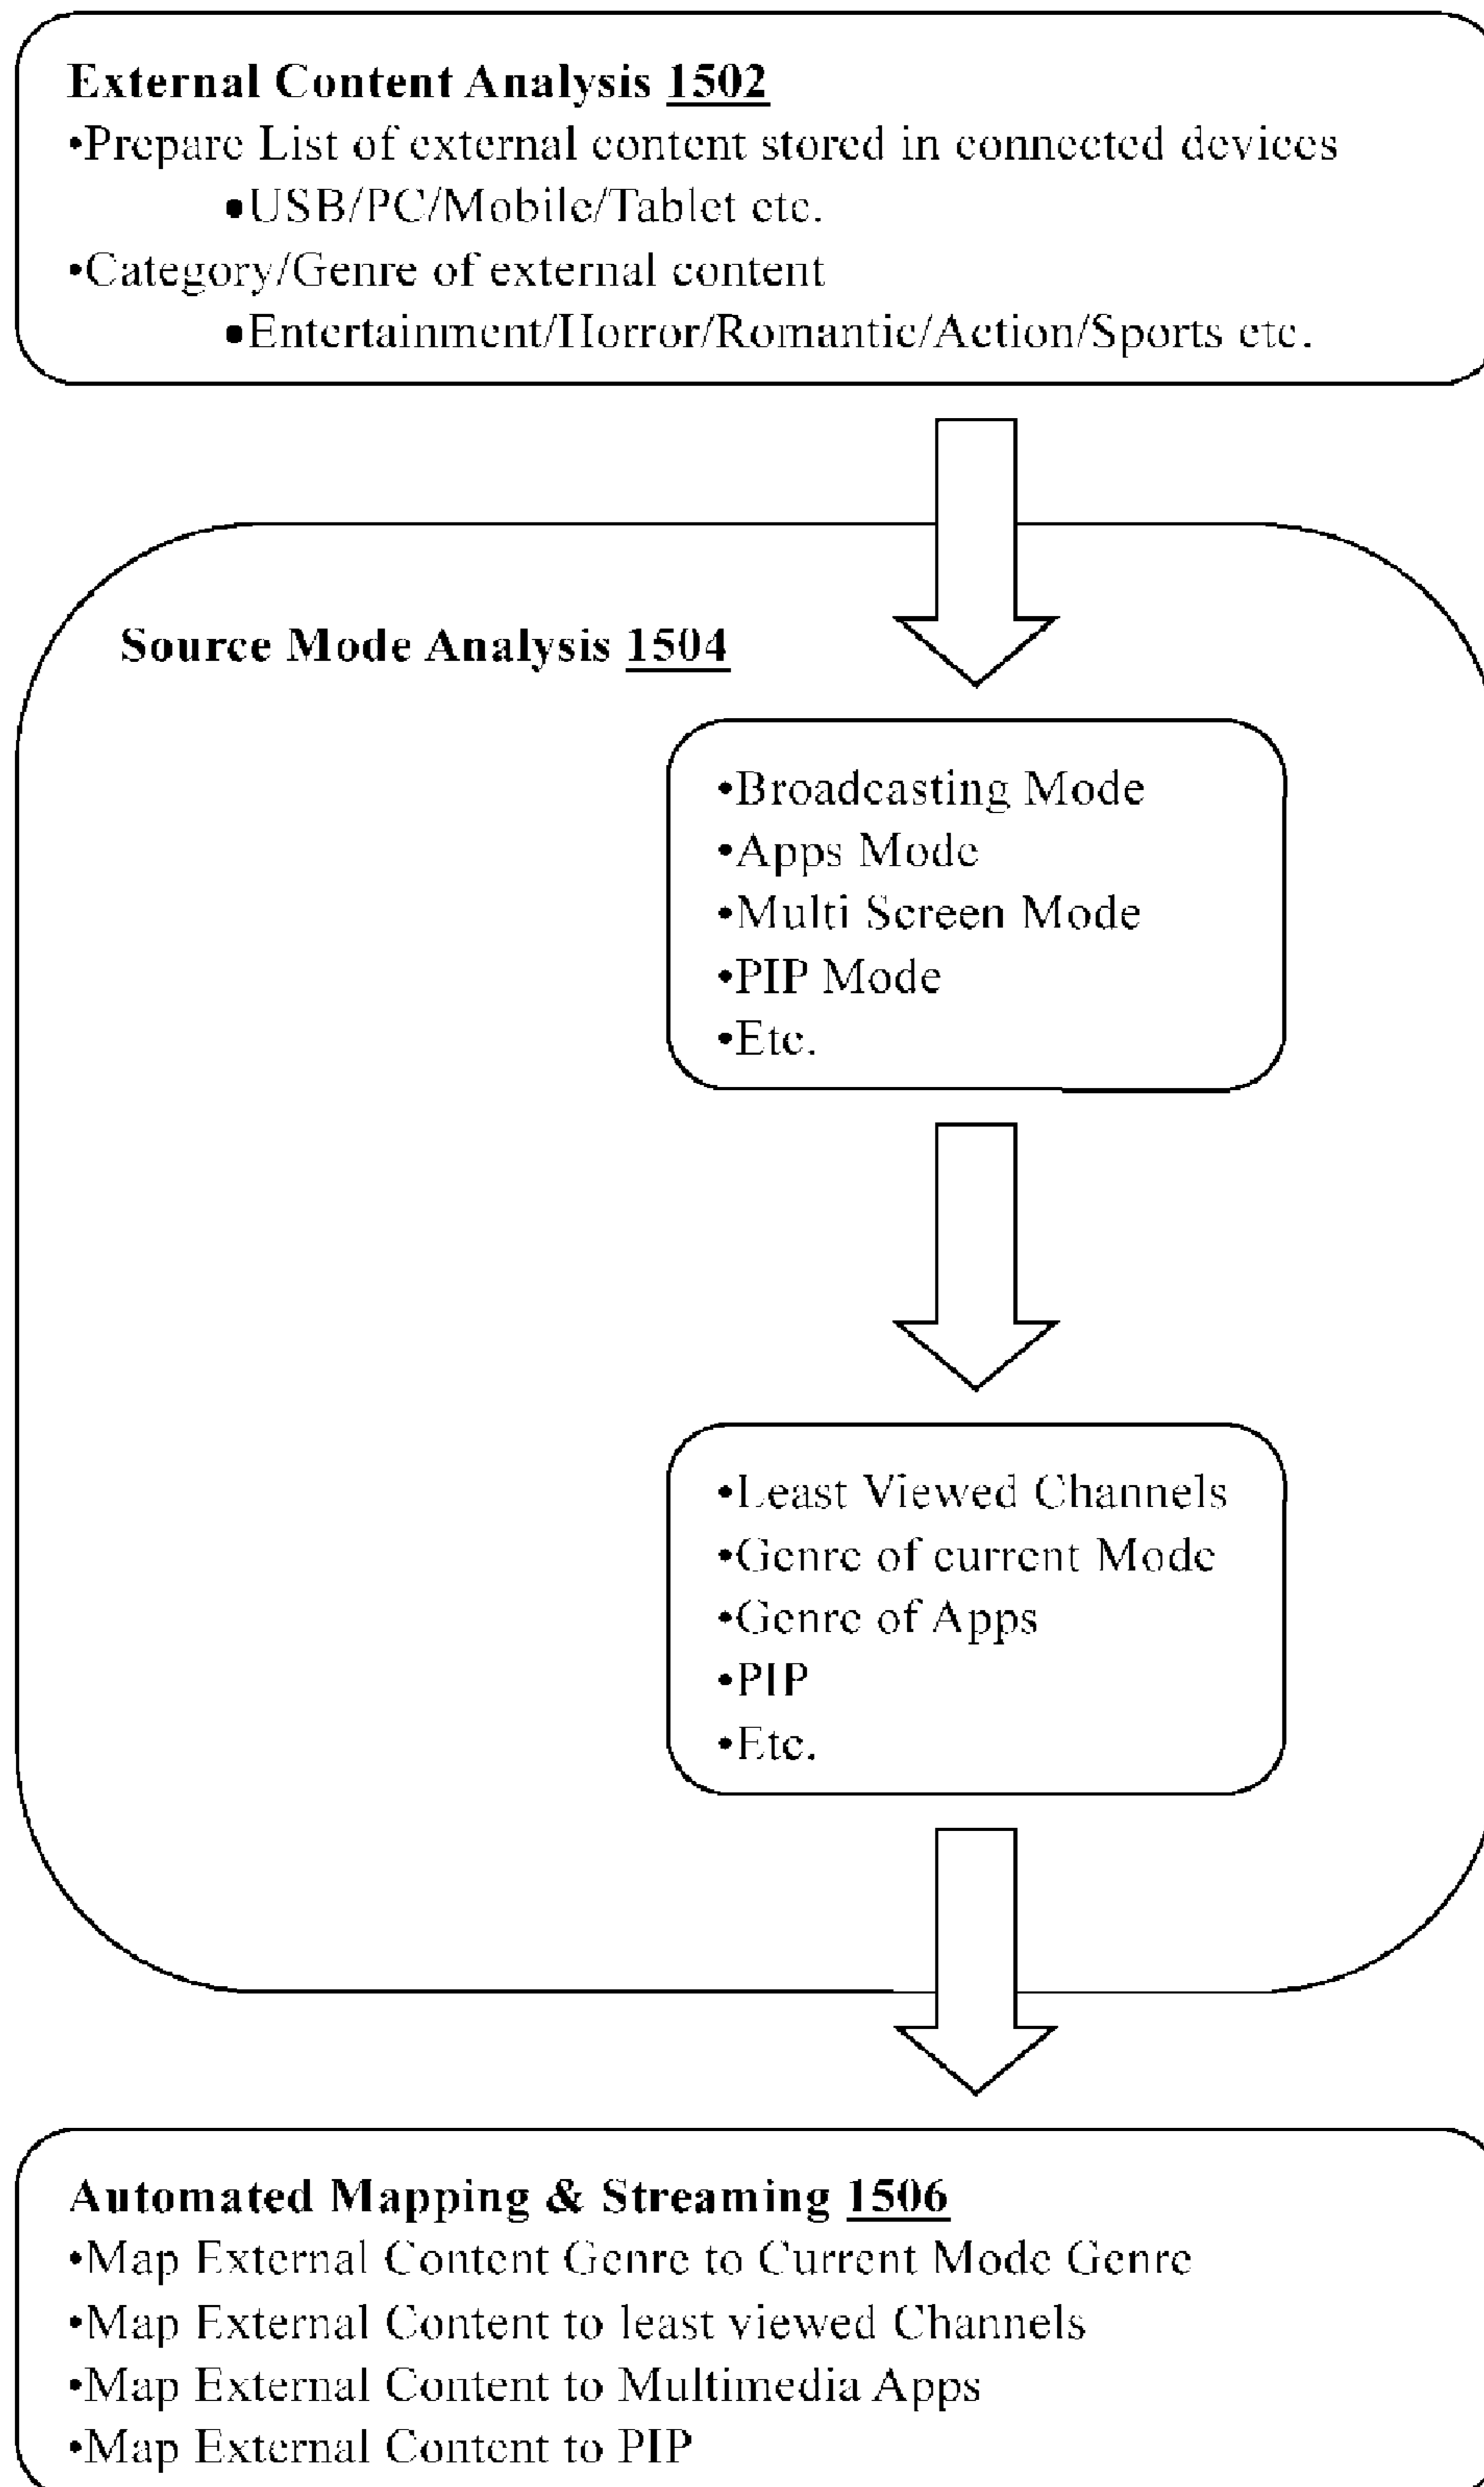 External Content Analysis 1502
•Prepare List of external content stored in connected devices
•USB/PC/Mobile/Tablet etc.
•Category/Genre of external content
•Entertainment/Horror/Romantic/Action/Sports etc.
Source Mode Analysis 1504
•Broadcasting Mode
•Apps Mode
•Multi Screen Mode
•PIP Mode
•Etc.
•Least Viewed Channels
•Genre of current Mode
•Genre of Apps
•PIP
•Etc.
Automated Mapping & Streaming 1506
•Map External Content Genre to Current Mode Genre
•Map External Content to least viewed Channels
•Map External Content to Multimedia Apps
•Map External Content to PIP